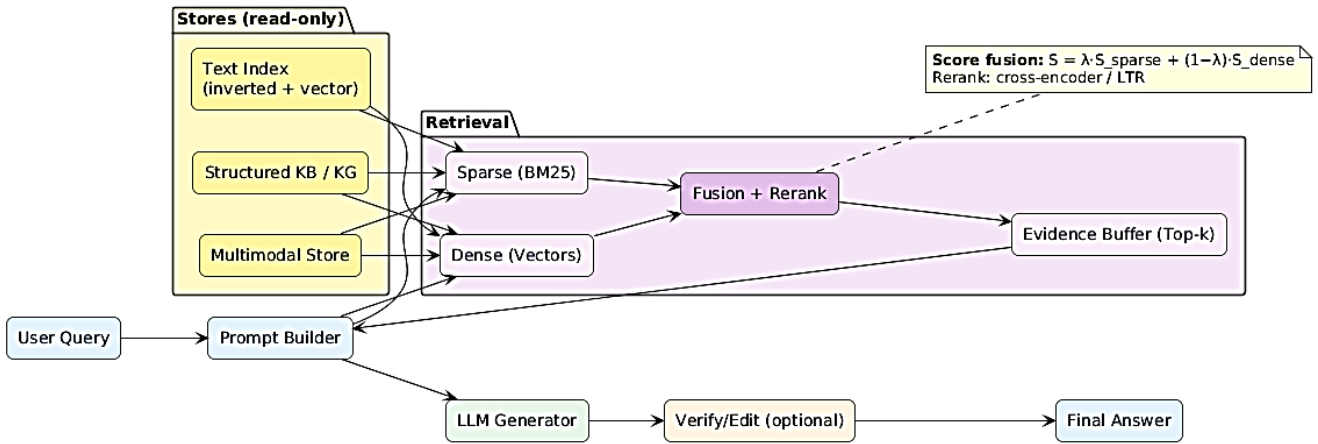 Stores (read-only)
Text Index
(inverted + vector)
Structured KB / KG
Multimodal Store
Retrieval
Sparse (BM25)
Dense (Vectors)
Fusion + Rerank
Evidence Buffer (Top-k)
Score fusion: S = λ·S_sparse + (1−λ)·S_dense
Rerank: cross-encoder / LTR
User Query
Prompt Builder
LLM Generator
Verify/Edit (optional)
Final Answer